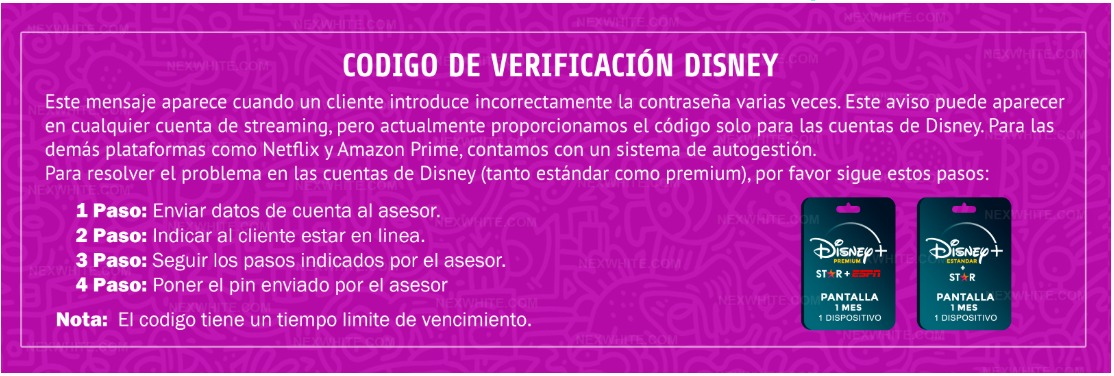 CODIGO DE VERIFICACIÓN DISNEY
Este mensaje aparece cuando un cliente introduce incorrectamente la contraseña varias veces. Este aviso puede aparecer
en cualquier cuenta de streaming, pero actualmente proporcionamos el código solo para las cuentas de Disney. Para las
demás plataformas como Netflix y Amazon Prime, contamos con un sistema de autogestión.
Para resolver el problema en las cuentas de Disney (tanto estándar como premium), por favor sigue estos pasos:
1 Paso: Enviar datos de cuenta al asesor.
2 Paso: Indicar al cliente estar en linea.
3 Paso: Seguir los pasos indicados por el asesor.
4 Paso: Poner el pin enviado por el asesor
Nota: El codigo tiene un tiempo limite de vencimiento.
Disney+
PREMIUM
ST★R+ ESPN
PANTALLA
1 MES
1 DISPOSITIVO
Disney+
ESTANDAR
+
ST★R
PANTALLA
1 MES
1 DISPOSITIVO
NEXWHITE.COM